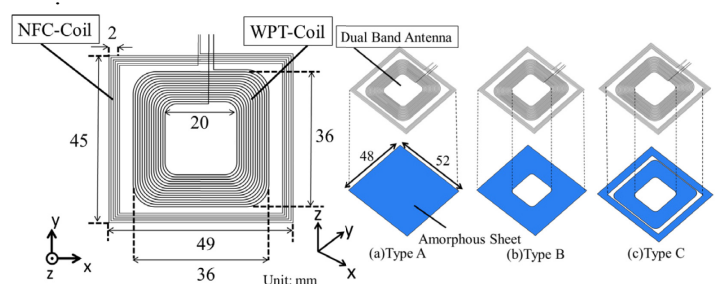 NFC-Coil
2
WPT-Coil
Dual Band Antenna
45
20
36
48
52
49
36
Unit: mm
y
z
x
z
y
x
Amorphous Sheet
(a)Type A
(b)Type B
(c)Type C